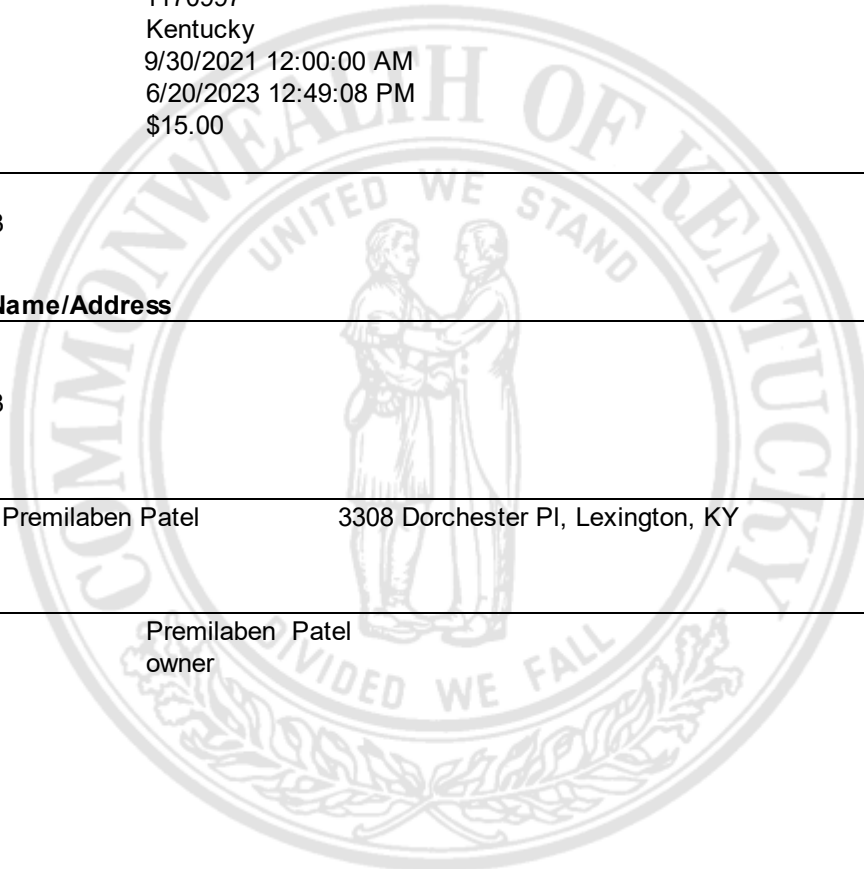 Kentucky
9/30/2021 12:00:00 AM
6/20/2023 12:49:08 PM
$15.00
COMMONWEALTH OF KENTUCKY
UNITED WE STAND
Name/Address
Premilaben Patel 3308 Dorchester Pl, Lexington, KY
Premilaben Patel
owner
DIVIDED WE FALL